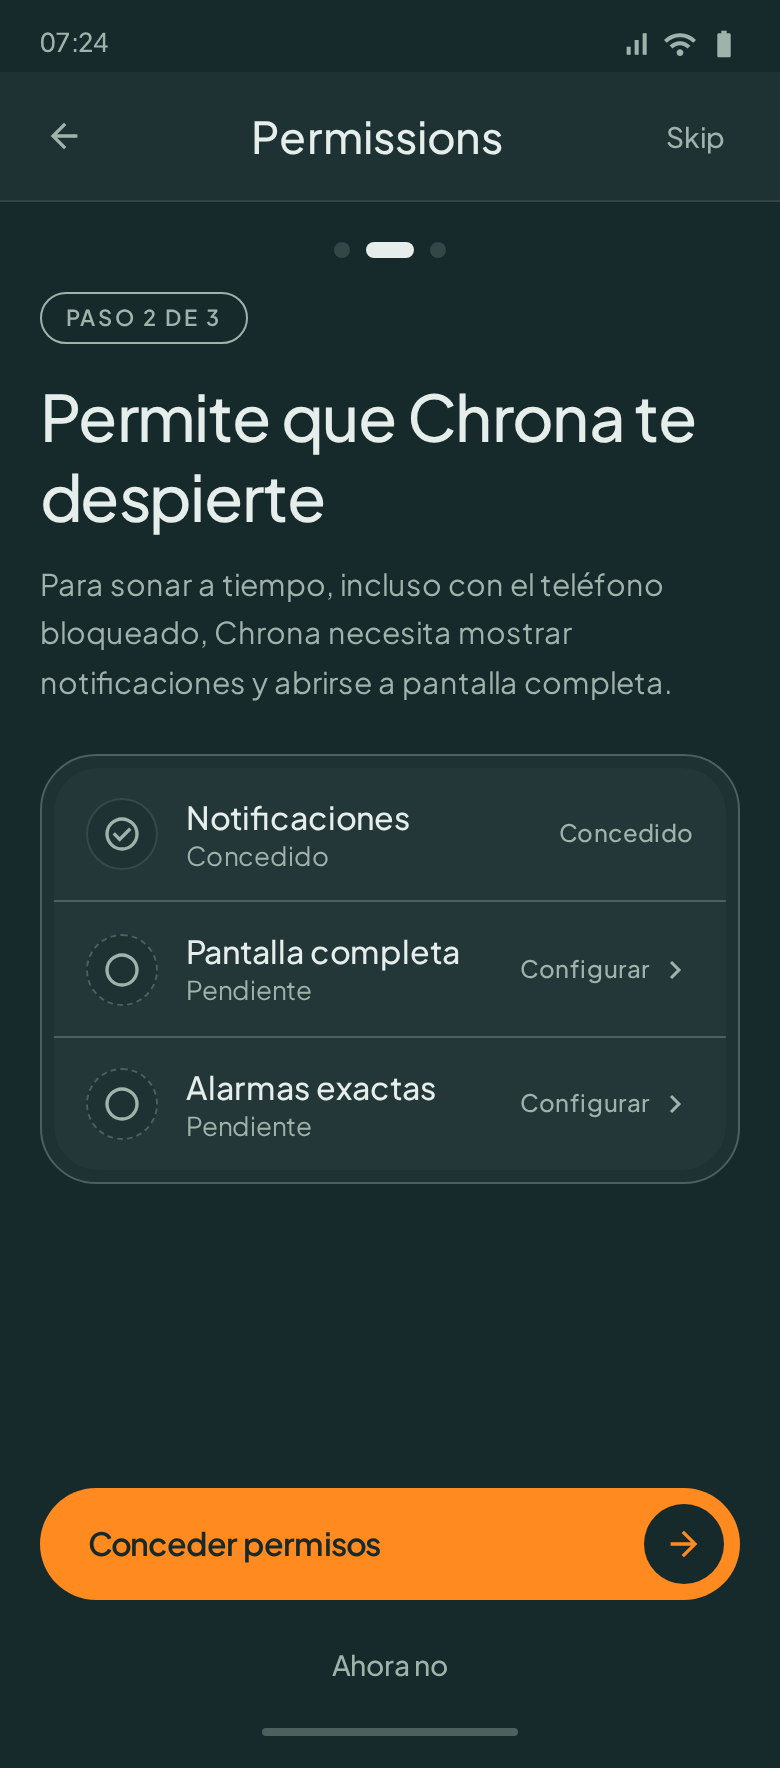 07:24
Permissions
Skip
PASO 2 DE 3
Permite que Chrona te
despierte
Para sonar a tiempo, incluso con el teléfono
bloqueado, Chrona necesita mostrar
notificaciones y abrirse a pantalla completa.
Notificaciones
Concedido
Concedido
Pantalla completa
Pendiente
Configurar
Alarmas exactas
Pendiente
Configurar
Conceder permisos
Ahora no